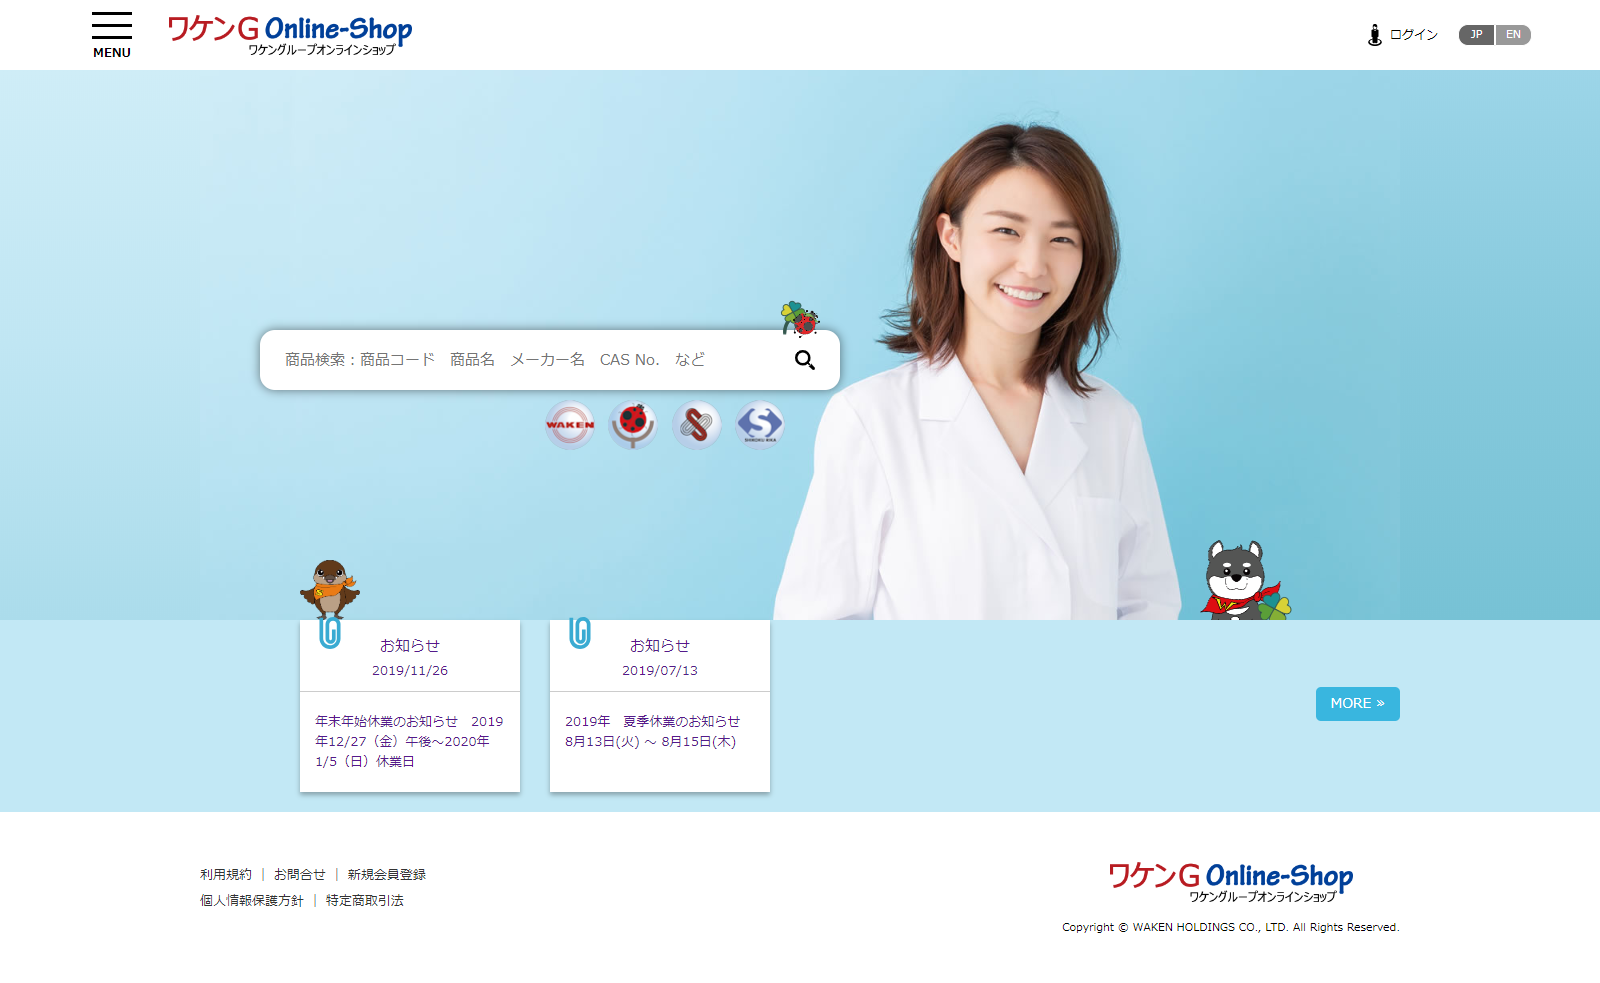 MENU
ワケンG Online-Shop
ワケングループオンラインショップ
ログイン
JP EN
商品検索：商品コード　商品名　メーカー名　CAS No.　など
WAKEN
S
SHIKOKU-RIKA
お知らせ
2019/11/26
年末年始休業のお知らせ　2019
年12/27（金）午後～2020年
1/5（日）休業日
お知らせ
2019/07/13
2019年　夏季休業のお知らせ
8月13日(火) ～ 8月15日(木)
MORE »
利用規約 | お問合せ | 新規会員登録
個人情報保護方針 | 特定商取引法
ワケンG Online-Shop
ワケングループオンラインショップ
Copyright © WAKEN HOLDINGS CO., LTD. All Rights Reserved.